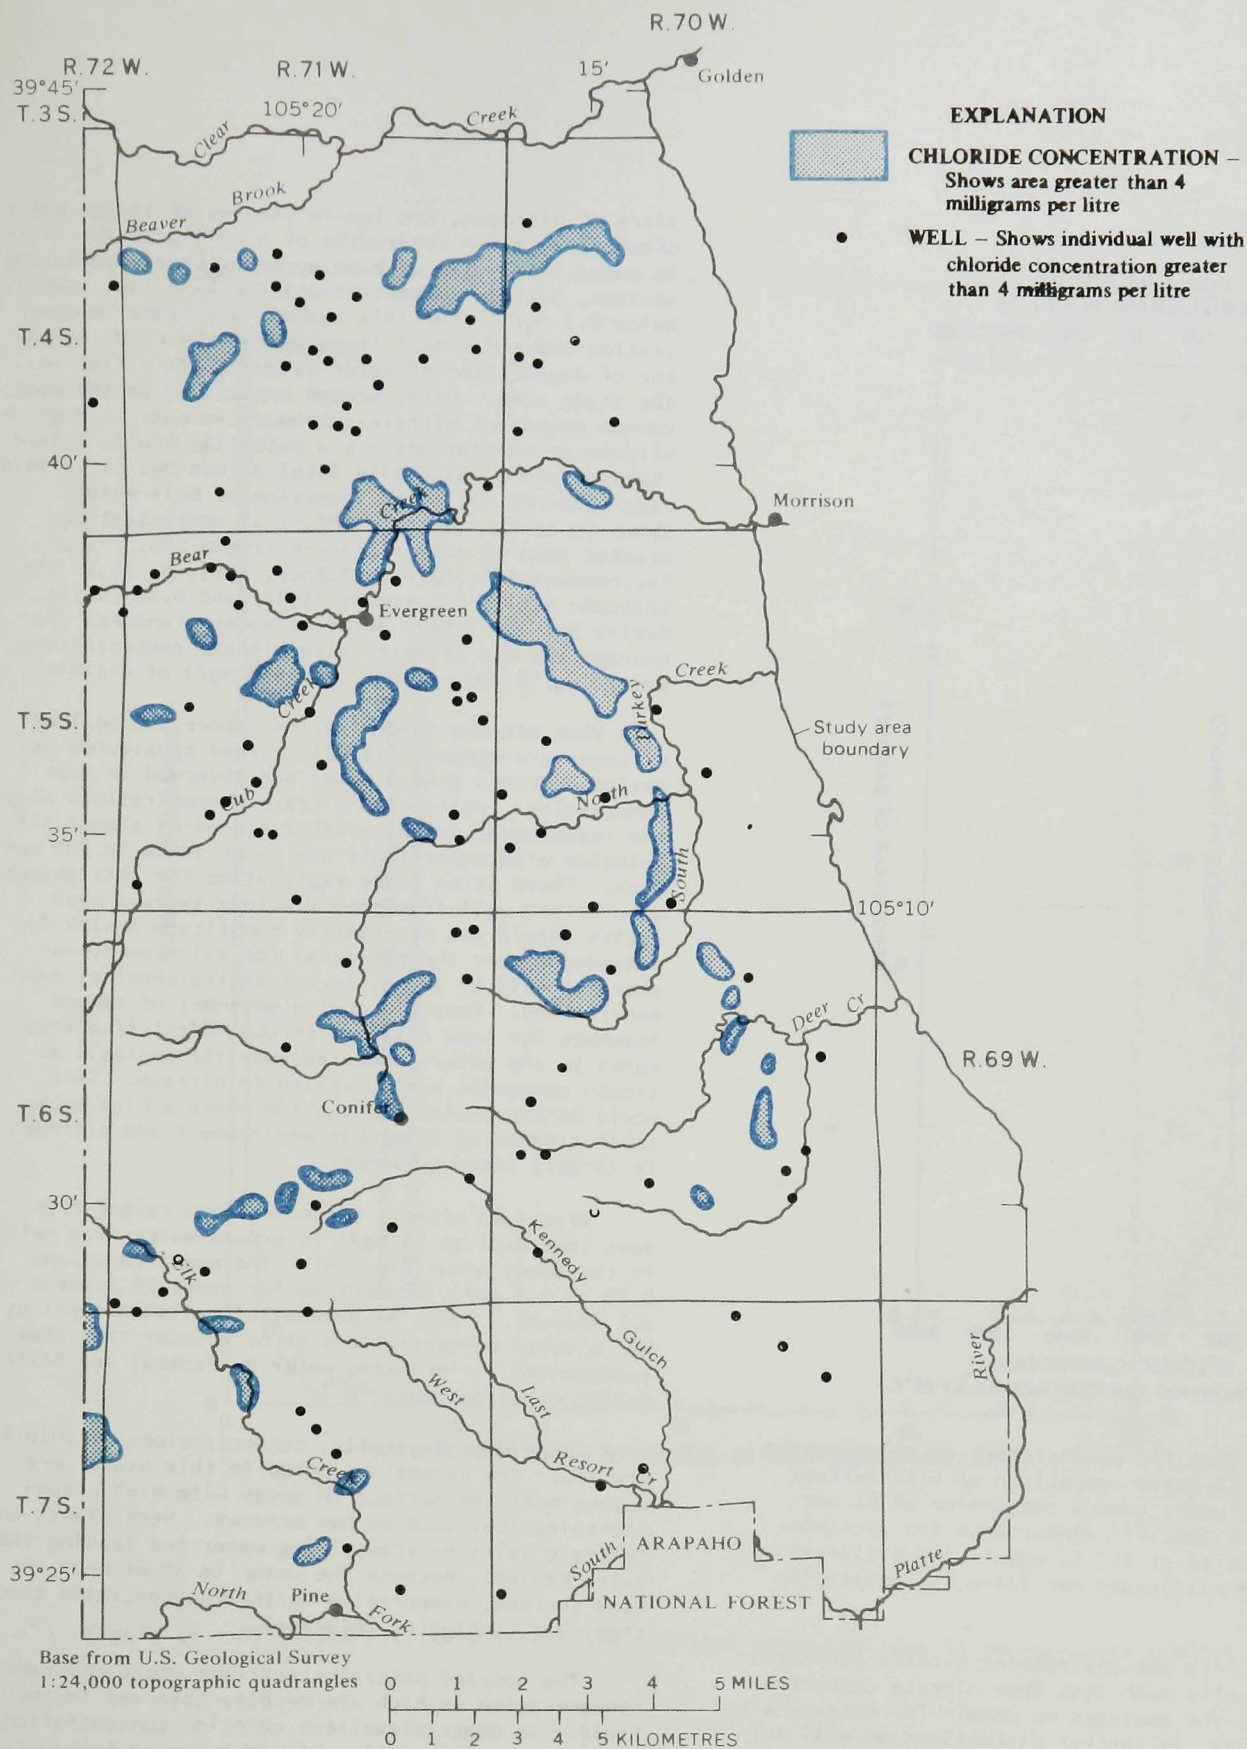 R.70 W.
R.72 W.
R.71 W.
15'
Golden
39°45'
T.3 S.
105°20'
Clear
Creek
EXPLANATION
CHLORIDE CONCENTRATION –
Shows area greater than 4
milligrams per litre
WELL – Shows individual well with
chloride concentration greater
than 4 milligrams per litre
Beaver Brook
T.4 S.
40'
Creek
Morrison
Bear
Evergreen
Creek
Creek
Turkey
T.5 S.
Study area
boundary
North
Cub
35'
South
105°10'
Deer Cr
R.69 W.
Conifer
T.6 S.
30'
Kennedy
Elk
Gulch
River
West
Last
Creek
Resort Cr
T.7 S.
South
ARAPAHO
Platte
39°25'
North
Pine
Fork
NATIONAL FOREST
Base from U.S. Geological Survey
1:24,000 topographic quadrangles
0 1 2 3 4 5 MILES
0 1 2 3 4 5 KILOMETRES